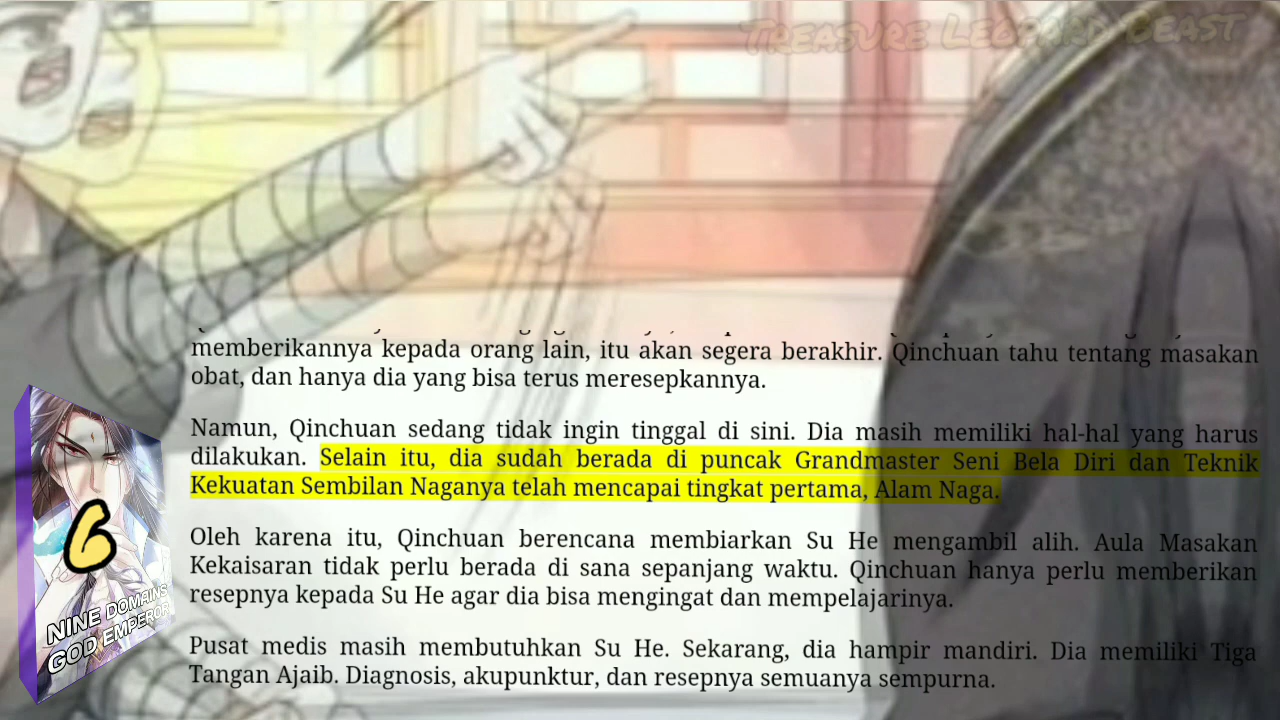 Treasure Leopard Beast
memberikannya kepada orang lain, itu akan segera berakhir. Qinchuan tahu tentang masakan
obat, dan hanya dia yang bisa terus meresepkannya.
Namun, Qinchuan sedang tidak ingin tinggal di sini. Dia masih memiliki hal-hal yang harus
dilakukan. Selain itu, dia sudah berada di puncak Grandmaster Seni Bela Diri dan Teknik
Kekuatan Sembilan Naganya telah mencapai tingkat pertama, Alam Naga.
Oleh karena itu, Qinchuan berencana membiarkan Su He mengambil alih. Aula Masakan
Kekaisaran tidak perlu berada di sana sepanjang waktu. Qinchuan hanya perlu memberikan
resepnya kepada Su He agar dia bisa mengingat dan mempelajarinya.
Pusat medis masih membutuhkan Su He. Sekarang, dia hampir mandiri. Dia memiliki Tiga
Tangan Ajaib. Diagnosis, akupunktur, dan resepnya semuanya sempurna.
6
NINE DOMAINS
GOD EMPEROR